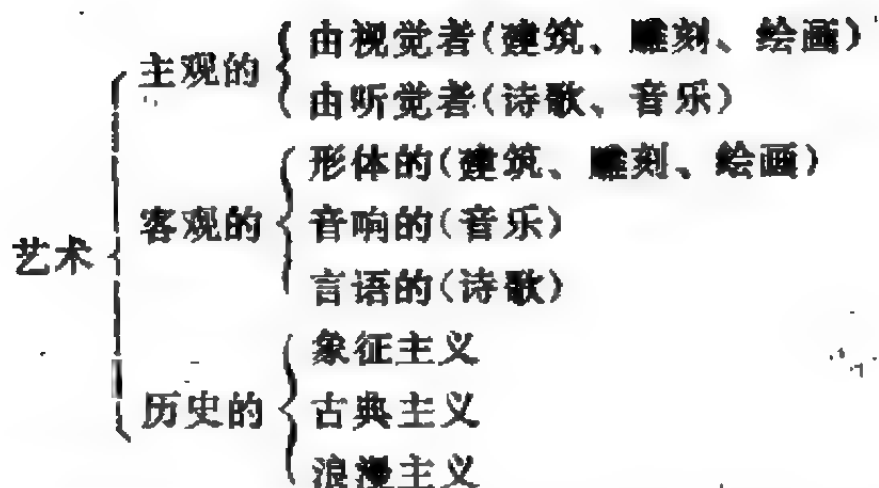 主观的
由视觉者(建筑、雕刻、绘画)
由听觉者(诗歌、音乐)
艺术
客观的
形体的(建筑、雕刻、绘画)
音响的(音乐)
言语的(诗歌)
历史的
象征主义
古典主义
浪漫主义